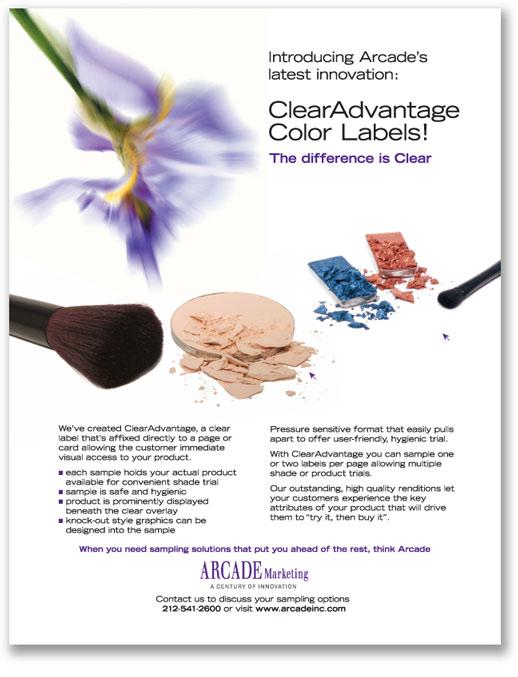 Introducing Arcade's
latest innovation:
ClearAdvantage
Color Labels!
The difference is Clear
We've created ClearAdvantage, a clear
label that's affixed directly to a page or
card allowing the customer immediate
visual access to your product.
■ each sample holds your actual product
available for convenient shade trial
■ sample is safe and hygienic
■ product is prominently displayed
beneath the clear overlay
■ knock-out style graphics can be
designed into the sample
Pressure sensitive format that easily pulls
apart to offer user-friendly, hygienic trial.
With ClearAdvantage you can sample one
or two labels per page allowing multiple
shade or product trials.
Our outstanding, high quality renditions let
your customers experience the key
attributes of your product that will drive
them to "try it, then buy it".
When you need sampling solutions that put you ahead of the rest, think Arcade
ARCADE Marketing
A CENTURY OF INNOVATION
Contact us to discuss your sampling options
212-541-2600 or visit www.arcadeinc.com